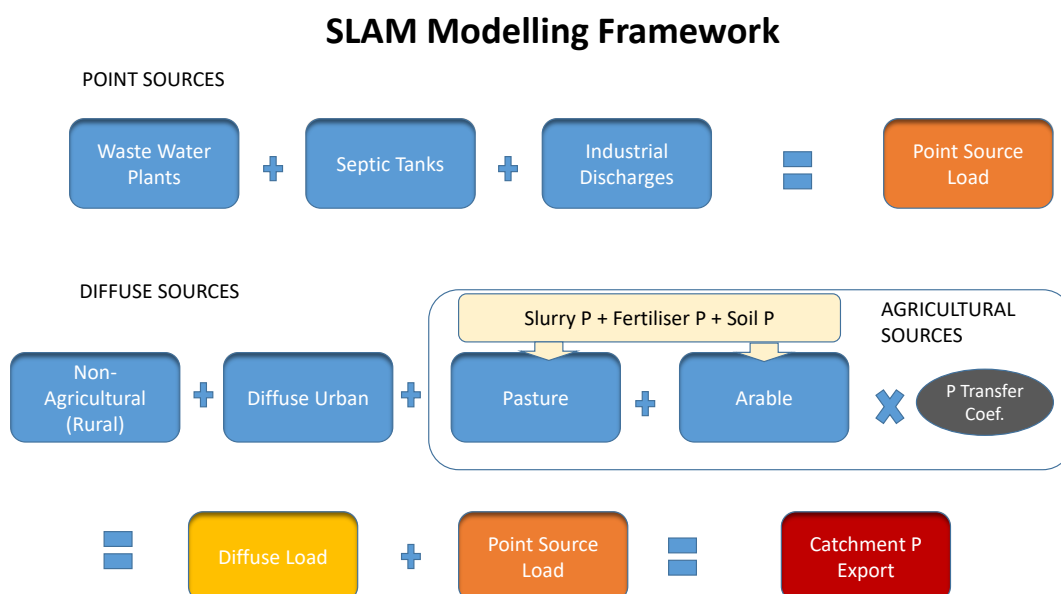 SLAM Modelling Framework
POINT SOURCES
Waste Water
Plants
Septic Tanks
Industrial
Discharges
Point Source
Load
DIFFUSE SOURCES
Slurry P + Fertiliser P + Soil P
AGRICULTURAL
SOURCES
Non-
Agricultural
(Rural)
Diffuse Urban
Pasture
Arable
P Transfer
Coef.
Diffuse Load
Point Source
Load
Catchment P
Export